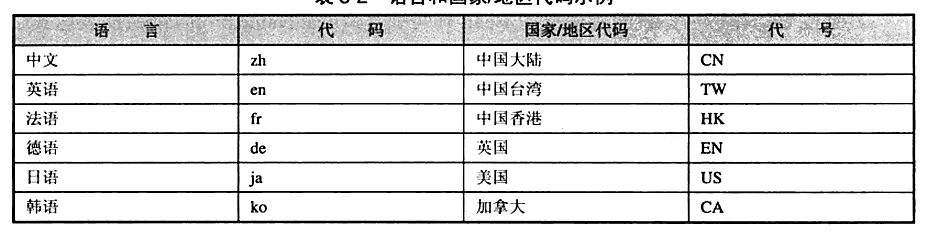 表 8-2 语言和国家/地区代码示例
语 言 代 码 国家/地区代码 代 号
中文 zh 中国大陆 CN
英语 en 中国台湾 TW
法语 fr 中国香港 HK
德语 de 英国 EN
日语 ja 美国 US
韩语 ko 加拿大 CA